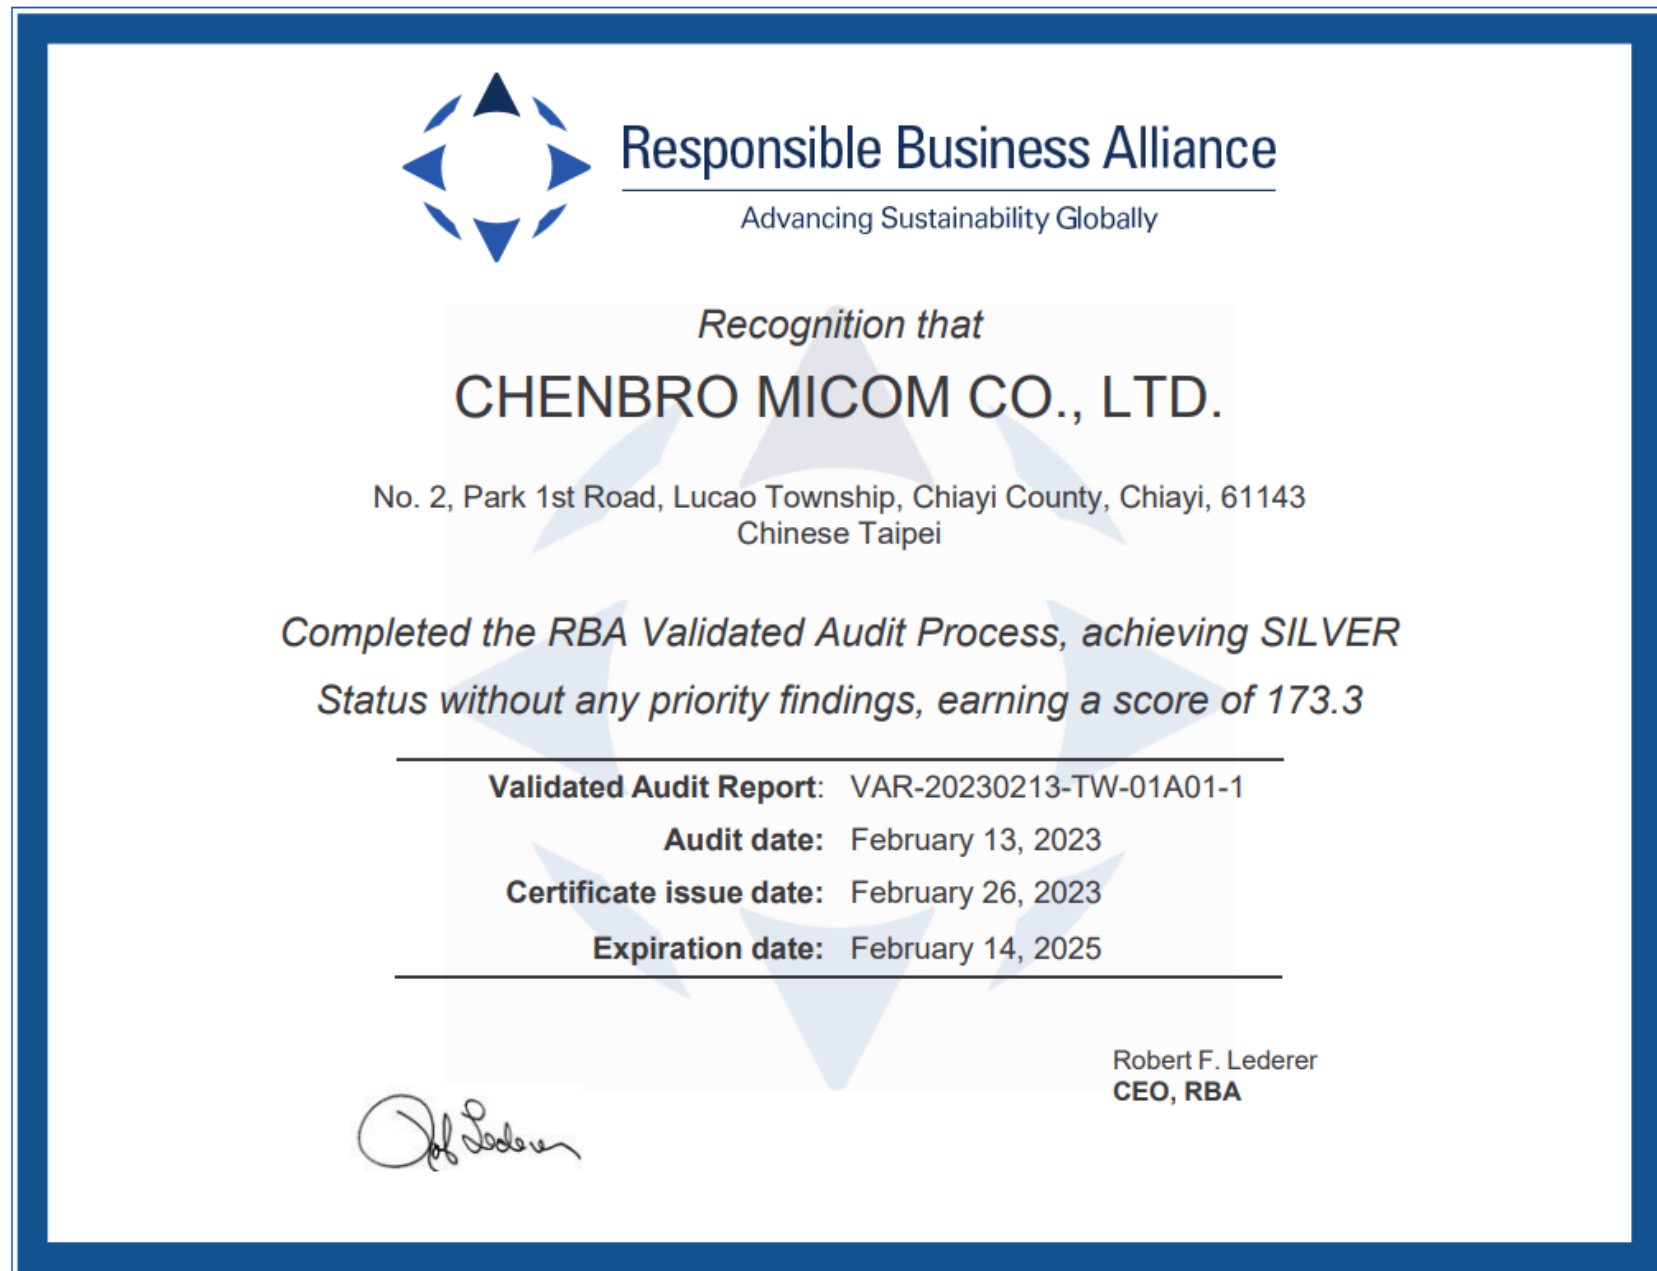 Responsible Business Alliance
Advancing Sustainability Globally
Recognition that
CHENBRO MICOM CO., LTD.
No. 2, Park 1st Road, Lucao Township, Chiayi County, Chiayi, 61143
Chinese Taipei
Completed the RBA Validated Audit Process, achieving SILVER
Status without any priority findings, earning a score of 173.3
Validated Audit Report: VAR-20230213-TW-01A01-1
Audit date: February 13, 2023
Certificate issue date: February 26, 2023
Expiration date: February 14, 2025
Robert F. Lederer
CEO, RBA